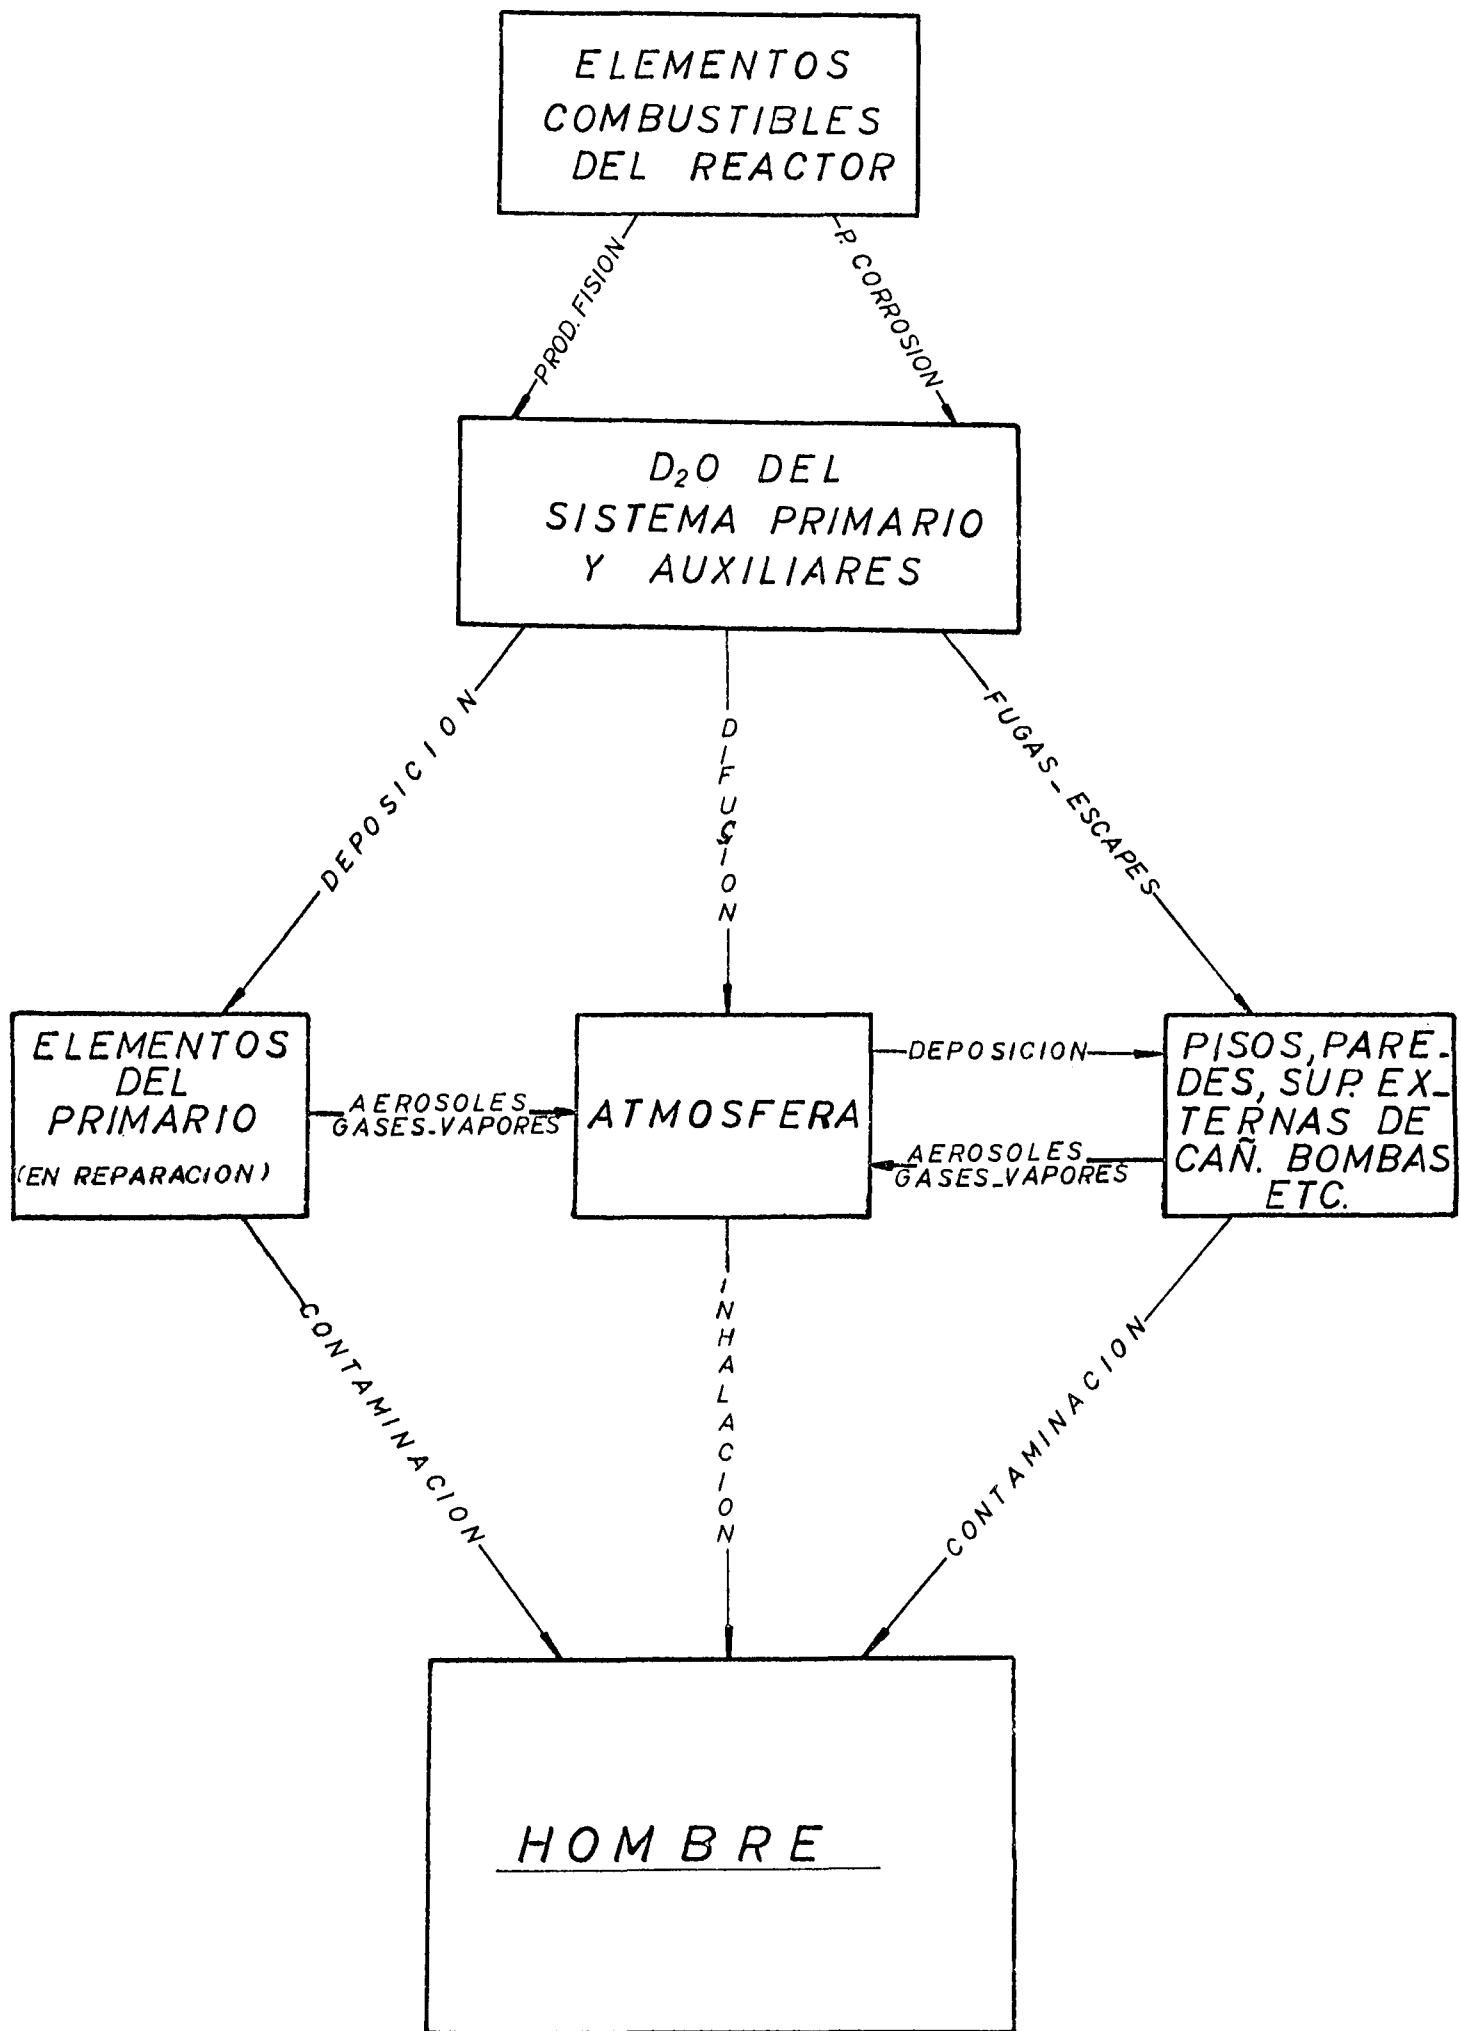 ELEMENTOS
COMBUSTIBLES
DEL REACTOR
PROD. FISION
P. CORROSION
D₂O DEL
SISTEMA PRIMARIO
Y AUXILIARES
DEPOSICION
DIFUSION
FUGAS-ESCAPES
ELEMENTOS
DEL
PRIMARIO
(EN REPARACION)
AEROSOLES
GASES-VAPORES
ATMOSFERA
DEPOSICION
AEROSOLES
GASES-VAPORES
PISOS, PARE-
DES, SUP. EX-
TERNAS DE
CAÑ. BOMBAS
ETC.
CONTAMINACION
INHALACION
CONTAMINACION
HOMBRE